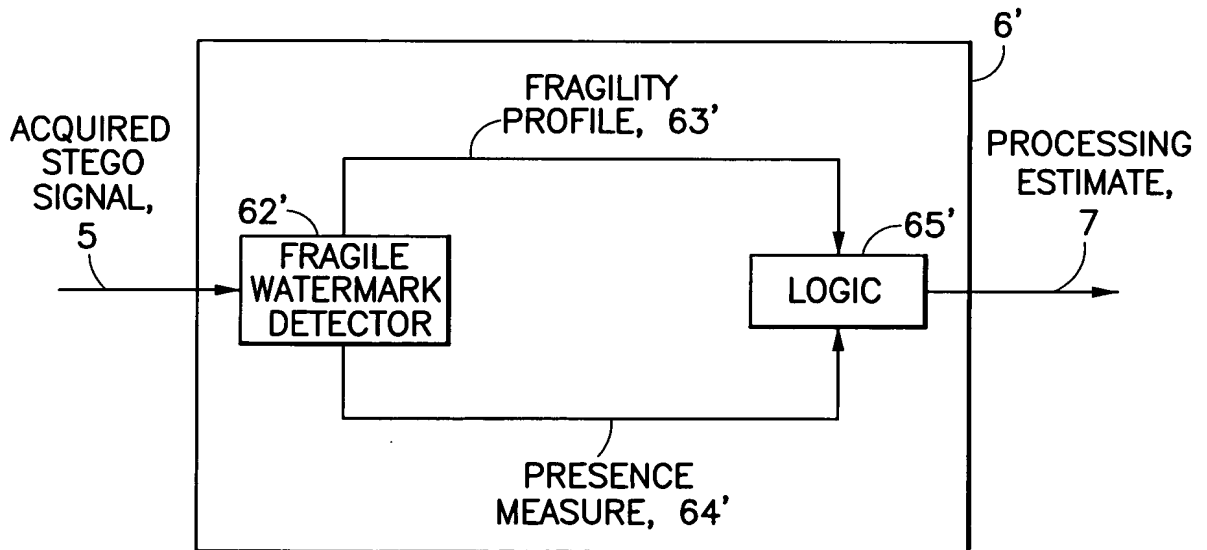 6'
FRAGILITY
PROFILE, 63'
ACQUIRED
STEGO
SIGNAL,
5
PROCESSING
ESTIMATE,
7
62'
65'
FRAGILE
WATERMARK
DETECTOR
LOGIC
PRESENCE
MEASURE, 64'